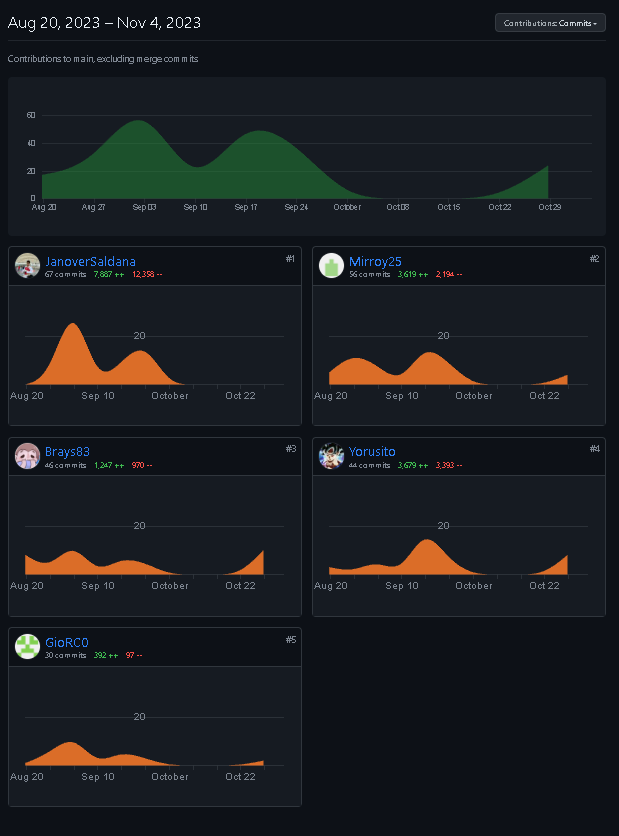 Aug 20, 2023 – Nov 4, 2023
Contributions: Commits
Contributions to main, excluding merge commits
60
40
20
0
Aug 20 Aug 27 Sep 03 Sep 10 Sep 17 Sep 24 October Oct 08 Oct 15 Oct 22 Oct 29
JanoverSaldana #1
67 commits 7,887 ++ 12,358 --
20
Aug 20 Sep 10 October Oct 22
Mirroy25 #2
56 commits 3,619 ++ 2,194 --
20
Aug 20 Sep 10 October Oct 22
Brays83 #3
46 commits 1,247 ++ 970 --
20
Aug 20 Sep 10 October Oct 22
Yorusito #4
44 commits 3,679 ++ 3,393 --
20
Aug 20 Sep 10 October Oct 22
GioRC0 #5
30 commits 392 ++ 97 --
20
Aug 20 Sep 10 October Oct 22